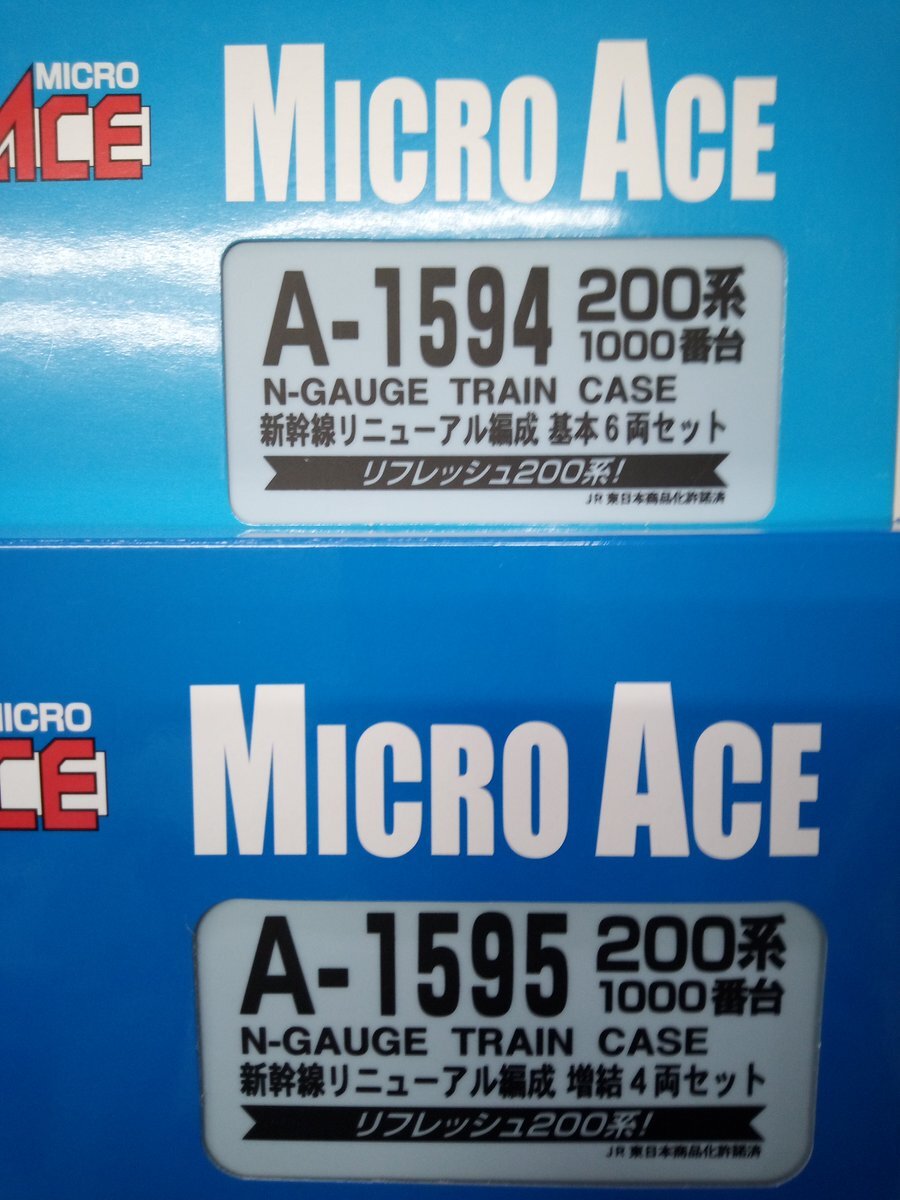 MICRO
ACE
MICRO ACE
A-1594
200系
1000番台
N-GAUGE TRAIN CASE
新幹線リニューアル編成 基本6両セット
リフレッシュ200系!
JR東日本商品化許諾済
MICRO
CE
MICRO ACE
A-1595
200系
1000番台
N-GAUGE TRAIN CASE
新幹線リニューアル編成 増結4両セット
リフレッシュ200系!
JR東日本商品化許諾済